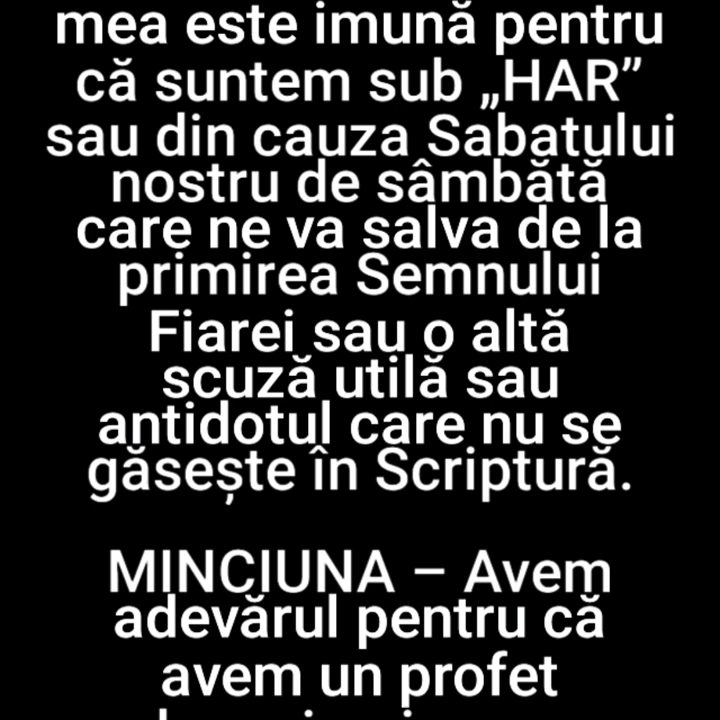 mea este imună pentru
că suntem sub „HAR”
sau din cauza Sabatului
nostru de sâmbătă
care ne va salva de la
primirea Semnului
Fiarei sau o altă
scuză utilă sau
antidotul care nu se
găsește în Scriptură.
MINCIUNA – Avem
adevărul pentru că
avem un profet